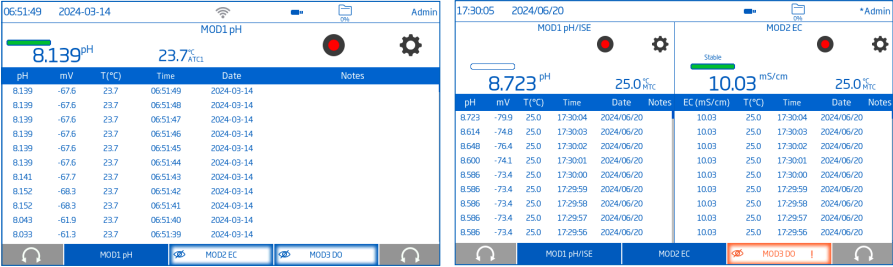 06:51:49 2024-03-14 0% Admin
MOD1 pH
8.139 pH 23.7 °C ATC1
pH mV T(°C) Time Date Notes
8.139 -67.6 23.7 06:51:49 2024-03-14
8.139 -67.6 23.7 06:51:48 2024-03-14
8.139 -67.6 23.7 06:51:47 2024-03-14
8.139 -67.6 23.7 06:51:46 2024-03-14
8.139 -67.6 23.7 06:51:45 2024-03-14
8.139 -67.6 23.7 06:51:44 2024-03-14
8.141 -67.7 23.7 06:51:43 2024-03-14
8.152 -68.3 23.7 06:51:42 2024-03-14
8.152 -68.3 23.7 06:51:41 2024-03-14
8.043 -61.9 23.7 06:51:40 2024-03-14
8.033 -61.3 23.7 06:51:39 2024-03-14
MOD1 pH MOD2 EC MOD3 DO
17:30:05 2024/06/20 0% *Admin
MOD1 pH/ISE MOD2 EC
Stable
8.723 pH 25.0 °C MTC 10.03 mS/cm 25.0 °C MTC
pH mV T(°C) Time Date Notes EC (mS/cm) T(°C) Time Date Notes
8.723 -79.9 25.0 17:30:04 2024/06/20 10.03 25.0 17:30:04 2024/06/20
8.614 -74.8 25.0 17:30:03 2024/06/20 10.03 25.0 17:30:03 2024/06/20
8.648 -76.4 25.0 17:30:02 2024/06/20 10.03 25.0 17:30:02 2024/06/20
8.600 -74.1 25.0 17:30:01 2024/06/20 10.03 25.0 17:30:01 2024/06/20
8.586 -73.4 25.0 17:30:00 2024/06/20 10.03 25.0 17:30:00 2024/06/20
8.586 -73.4 25.0 17:29:59 2024/06/20 10.03 25.0 17:29:59 2024/06/20
8.586 -73.4 25.0 17:29:58 2024/06/20 10.03 25.0 17:29:58 2024/06/20
8.586 -73.4 25.0 17:29:57 2024/06/20 10.03 25.0 17:29:57 2024/06/20
8.586 -73.4 25.0 17:29:56 2024/06/20 10.03 25.0 17:29:56 2024/06/20
MOD1 pH/ISE MOD2 EC MOD3 DO !